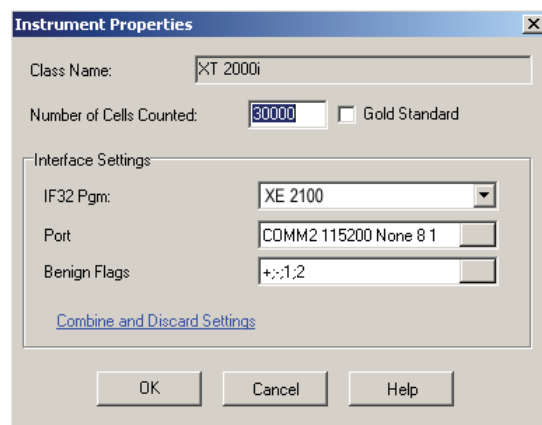 Instrument Properties
Class Name: XT 2000i
Number of Cells Counted: 30000 Gold Standard
Interface Settings
IF32 Pgm: XE 2100
Port COMM2 115200 None 8 1
Benign Flags +;-;1;2
Combine and Discard Settings
OK Cancel Help